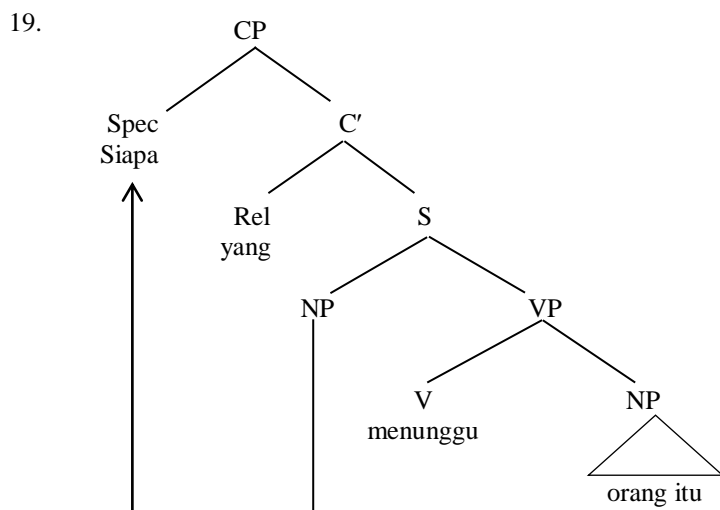 19.
CP
Spec C′
Siapa
Rel S
yang
NP VP
V NP
menunggu
orang itu